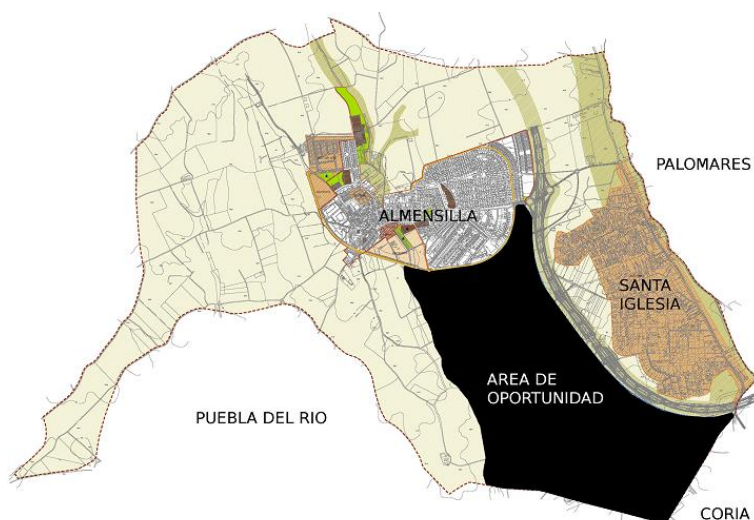 PALOMARES
ALMENSILLA
SANTA
IGLESIA
AREA DE
OPORTUNIDAD
PUEBLA DEL RIO
CORIA